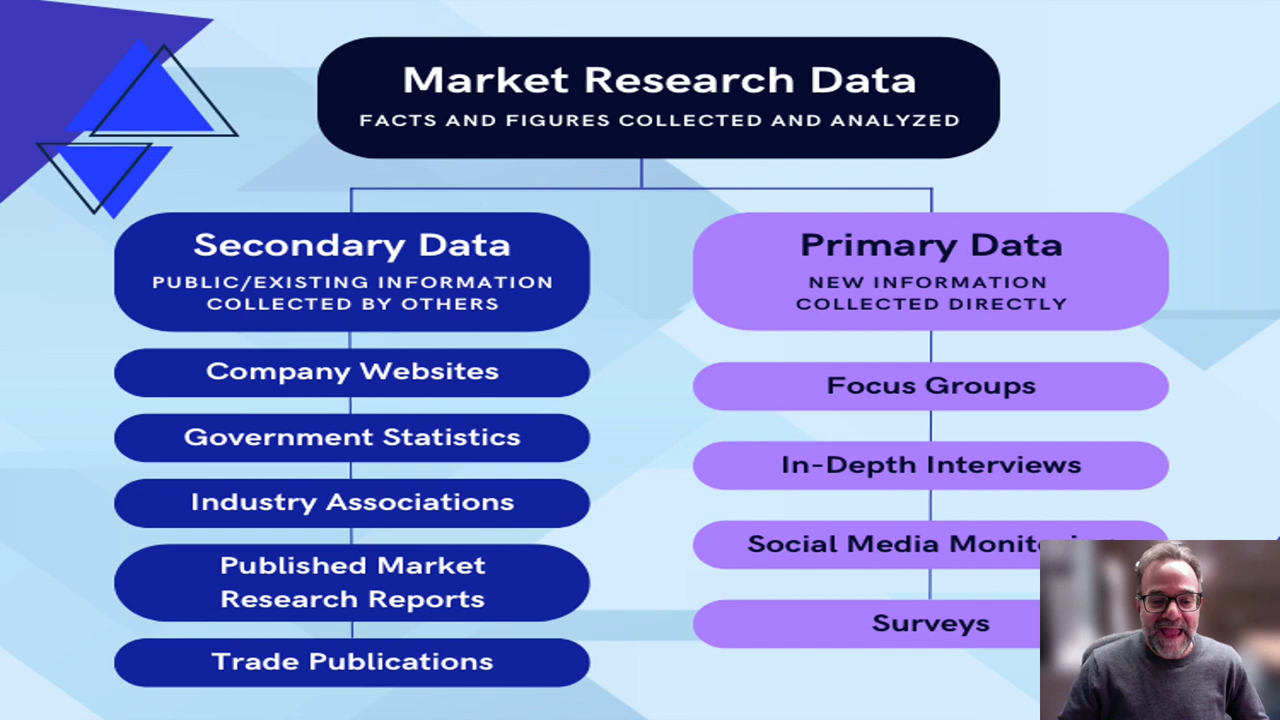 Market Research Data
FACTS AND FIGURES COLLECTED AND ANALYZED
Secondary Data
PUBLIC/EXISTING INFORMATION
COLLECTED BY OTHERS
Company Websites
Government Statistics
Industry Associations
Published Market
Research Reports
Trade Publications
Primary Data
NEW INFORMATION
COLLECTED DIRECTLY
Focus Groups
In-Depth Interviews
Social Media
Surveys